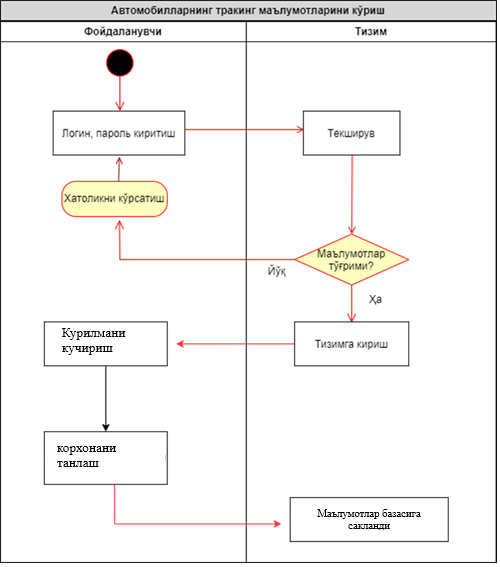 Автомобилларнинг тракинг маълумотларини кўриш
Фойдаланувчи
Тизим
Логин, пароль киритиш
Текширув
Хатоликни кўрсатиш
Маълумотлар
тўғрими?
Йўқ
Ҳа
Курилмани
кучириш
Тизимга кириш
корхонани
танлаш
Маълумотлар базасига
сакланди